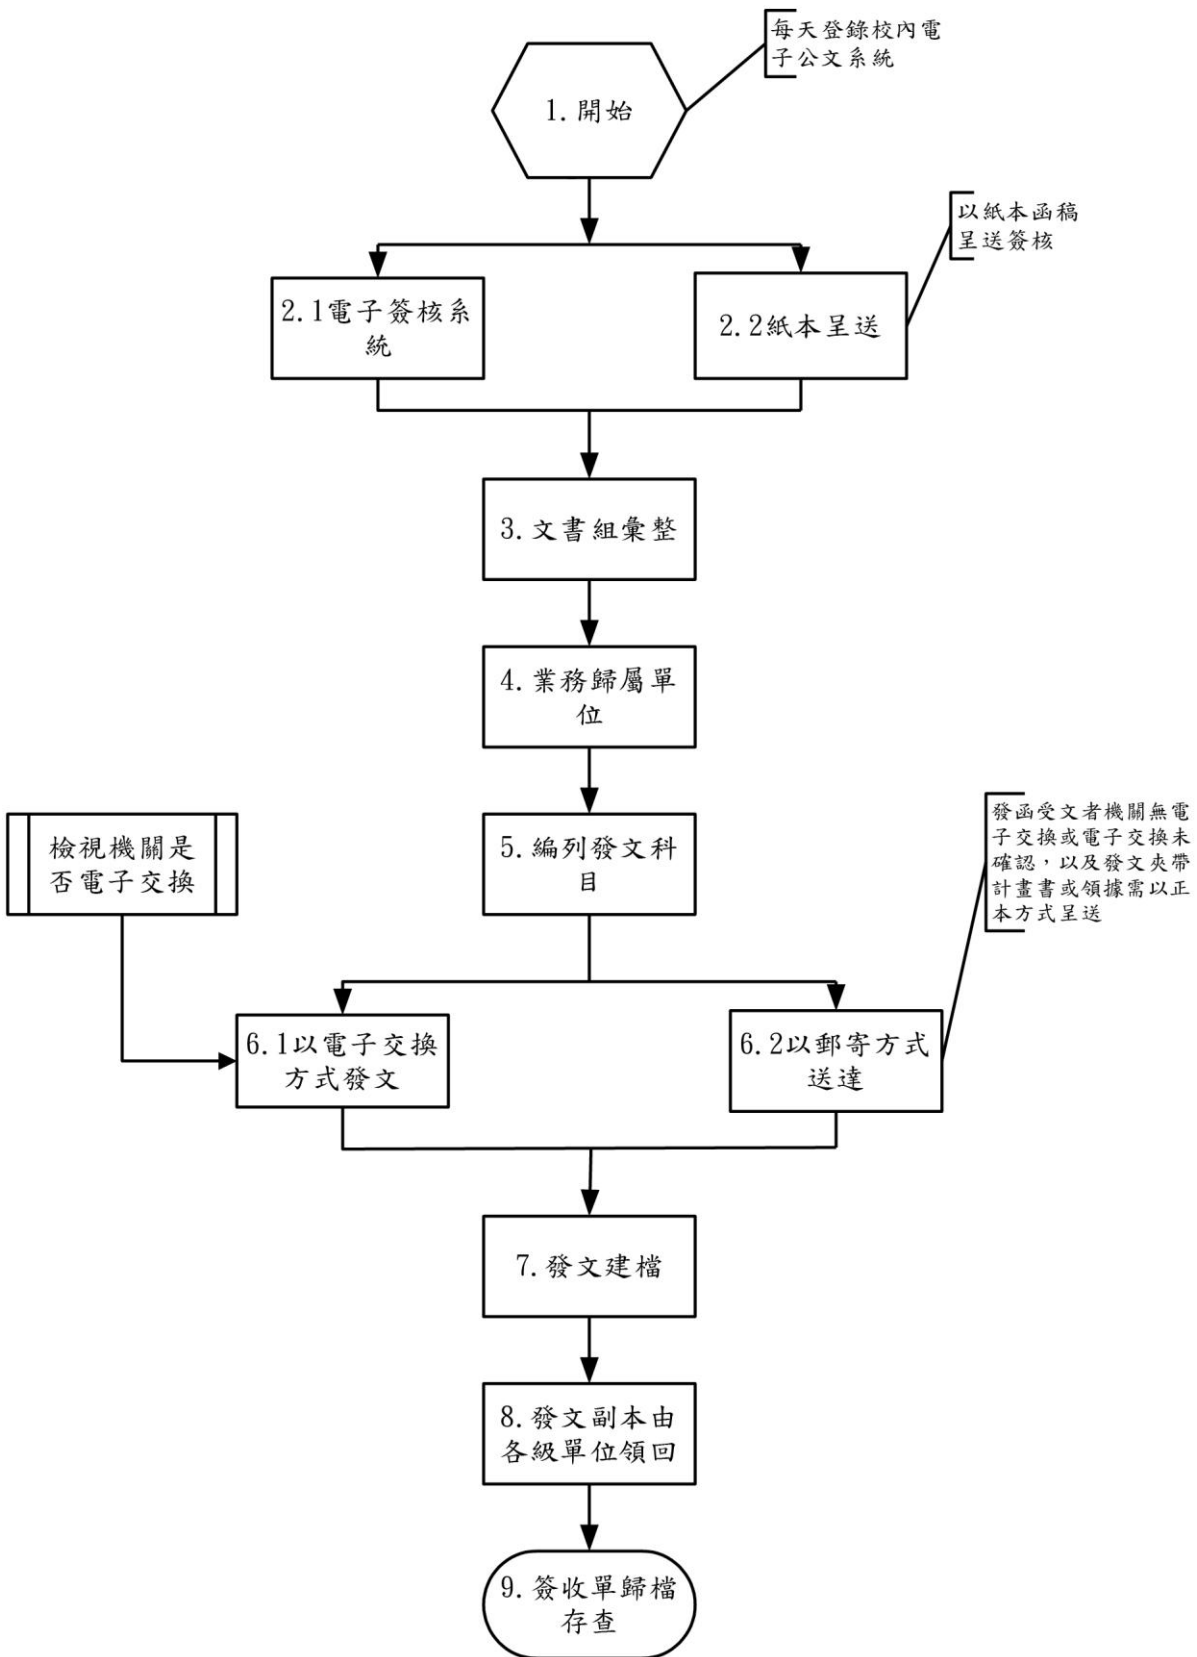 每天登錄校內電
子公文系統
1.開始
以紙本函稿
呈送簽核
2.1電子簽核系
統
2.2紙本呈送
3.文書組彙整
4.業務歸屬單
位
5.編列發文科
目
檢視機關是
否電子交換
發函受文者機關無電
子交換或電子交換未
確認，以及發文夾帶
計畫書或領據需以正
本方式呈送
6.1以電子交換
方式發文
6.2以郵寄方式
送達
7.發文建檔
8.發文副本由
各級單位領回
9.簽收單歸檔
存查